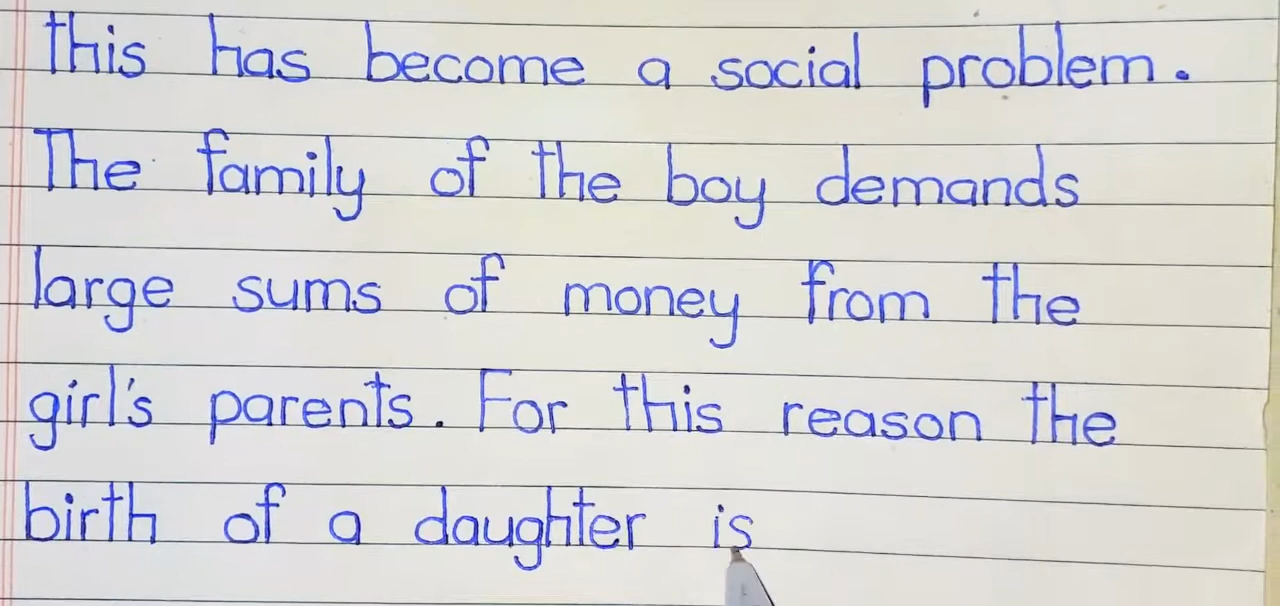 this has become a social problem.
The family of the boy demands
large sums of money from the
girl's parents. For this reason the
birth of a daughter is